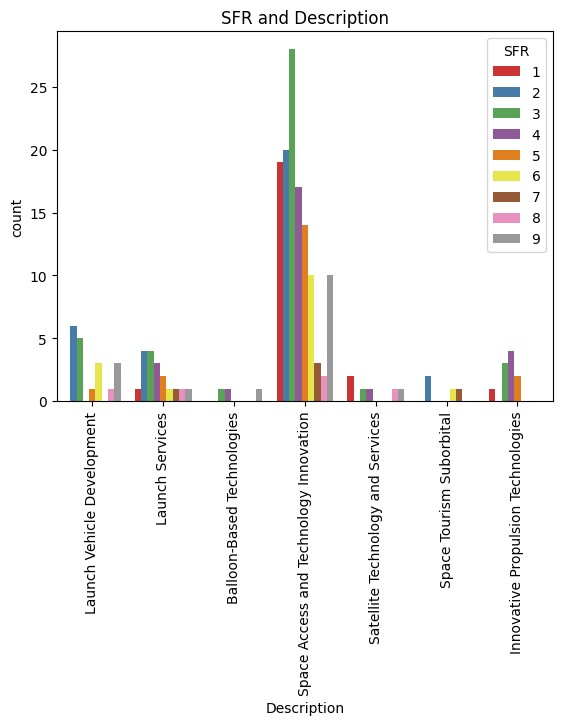 SFR and Description
SFR
1
2
3
4
5
6
7
8
9
count
25
20
15
10
5
0
Launch Vehicle Development
Launch Services
Balloon-Based Technologies
Space Access and Technology Innovation
Satellite Technology and Services
Space Tourism Suborbital
Innovative Propulsion Technologies
Description